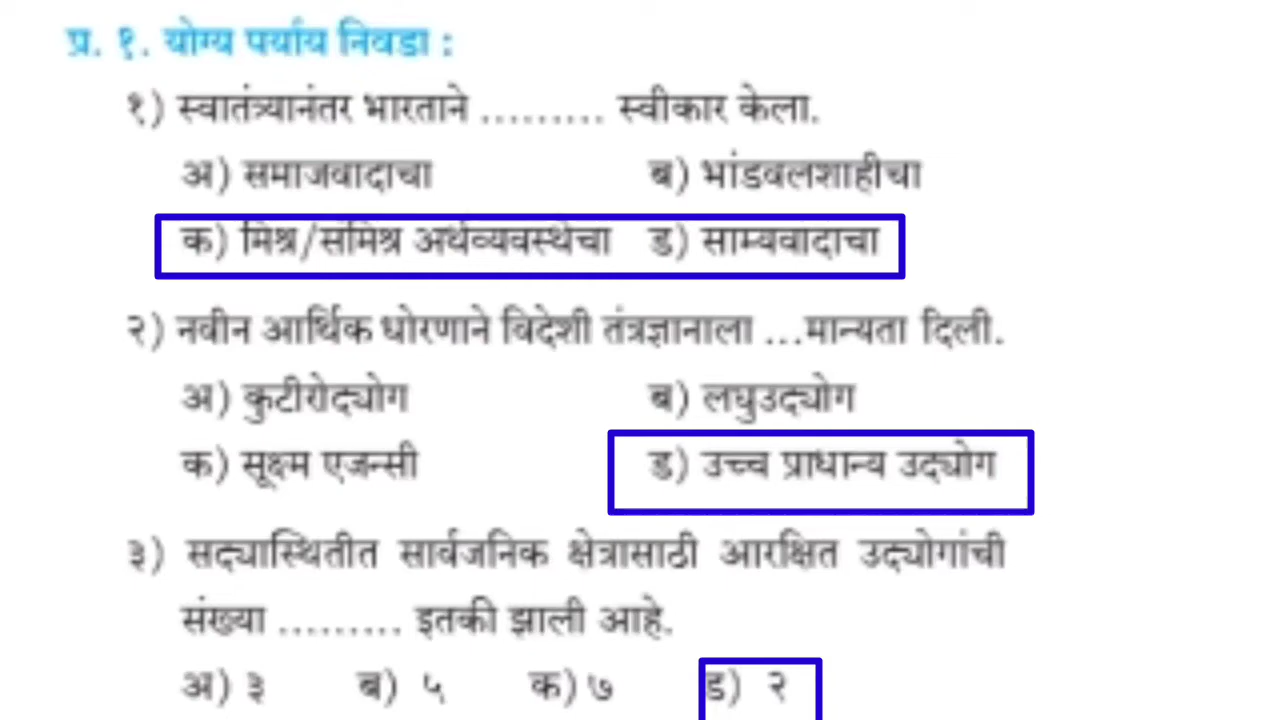 प्र. १. योग्य पर्याय निवडा :
१) स्वातंत्र्यानंतर भारताने ......... स्वीकार केला.
अ) समाजवादाचा ब) भांडवलशाहीचा
क) मिश्र/संमिश्र अर्थव्यवस्थेचा ड) साम्यवादाचा
२) नवीन आर्थिक धोरणाने विदेशी तंत्रज्ञानाला ...मान्यता दिली.
अ) कुटीरोद्योग ब) लघुउद्योग
क) सूक्ष्म एजन्सी ड) उच्च प्राधान्य उद्योग
३) सद्यास्थितीत सार्वजनिक क्षेत्रासाठी आरक्षित उद्योगांची
संख्या ......... इतकी झाली आहे.
अ) ३ ब) ५ क) ७ ड) २